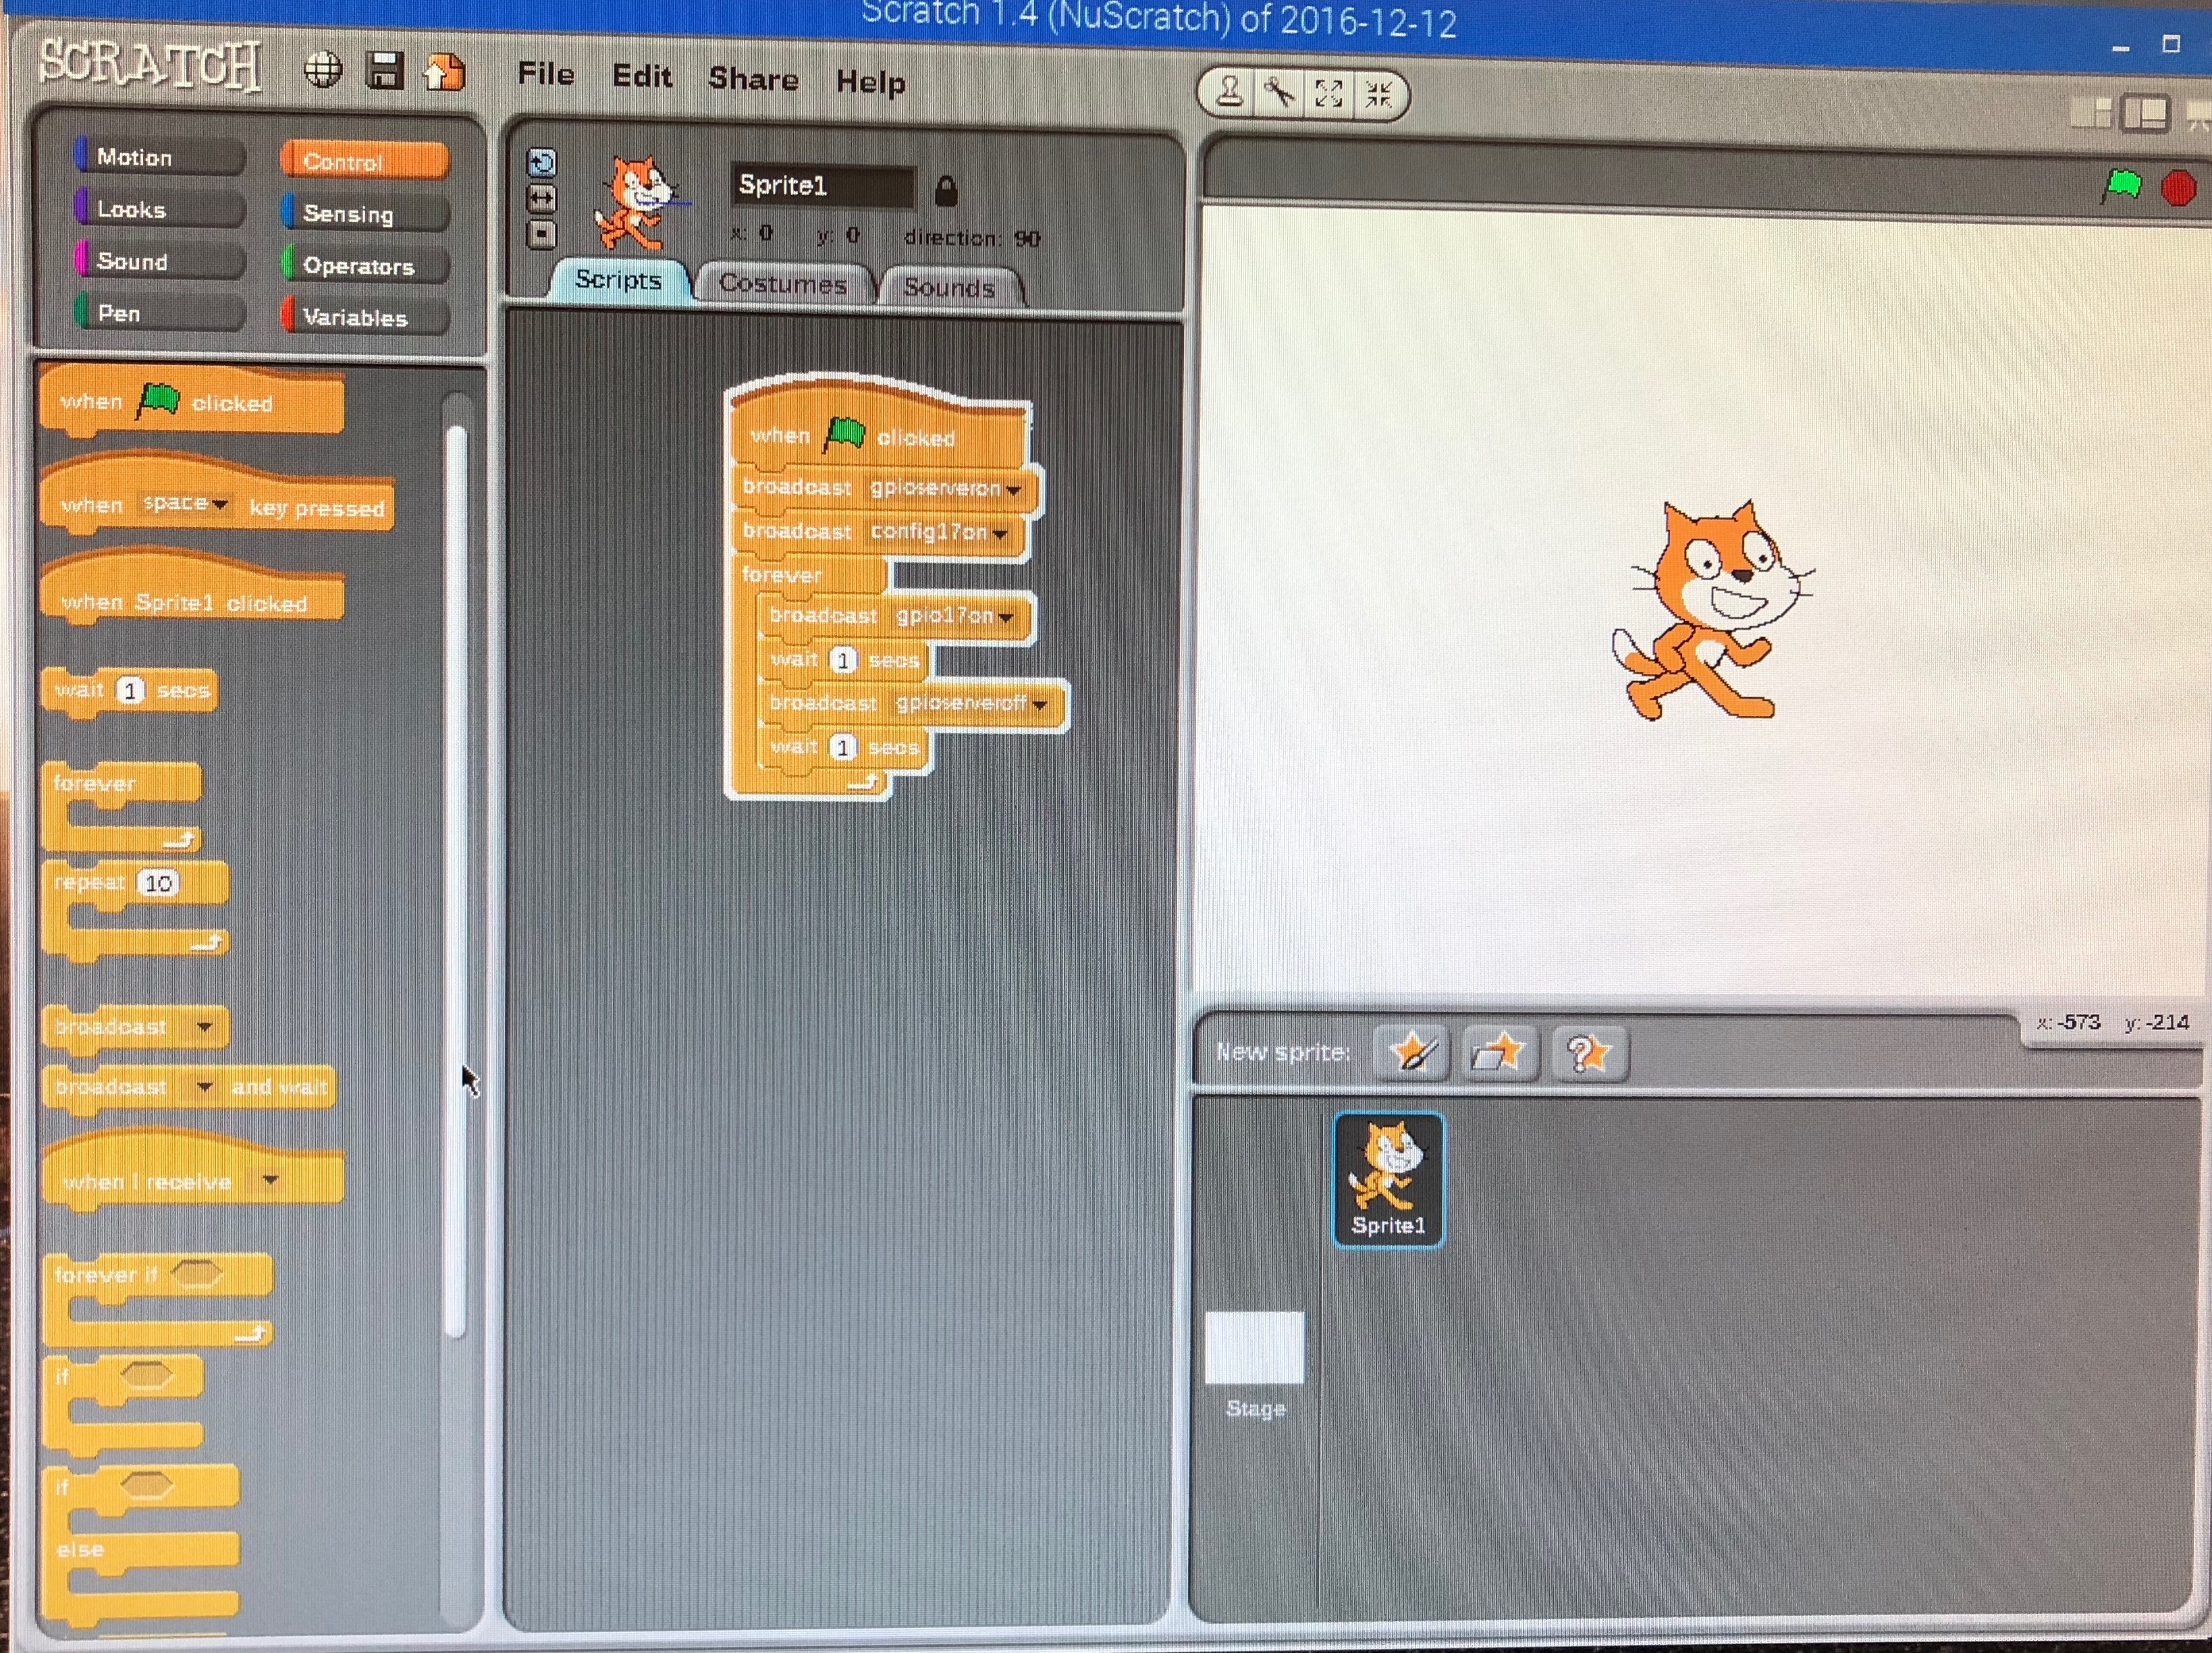 Scratch 1.4 (NuScratch) of 2016-12-12
SCRATCH
File Edit Share Help
Motion
Control
Looks
Sensing
Sound
Operators
Pen
Variables
when clicked
when space key pressed
when Sprite1 clicked
wait 1 secs
forever
repeat 10
broadcast
broadcast and wait
when I receive
forever if
if
if
else
Sprite1
x: 0 y: 0 direction: 90
Scripts Costumes Sounds
when clicked
broadcast gpioserveron
broadcast config17on
forever
broadcast gpio17on
wait 1 secs
broadcast gpioserveroff
wait 1 secs
x: -573 y: -214
New sprite:
Sprite1
Stage